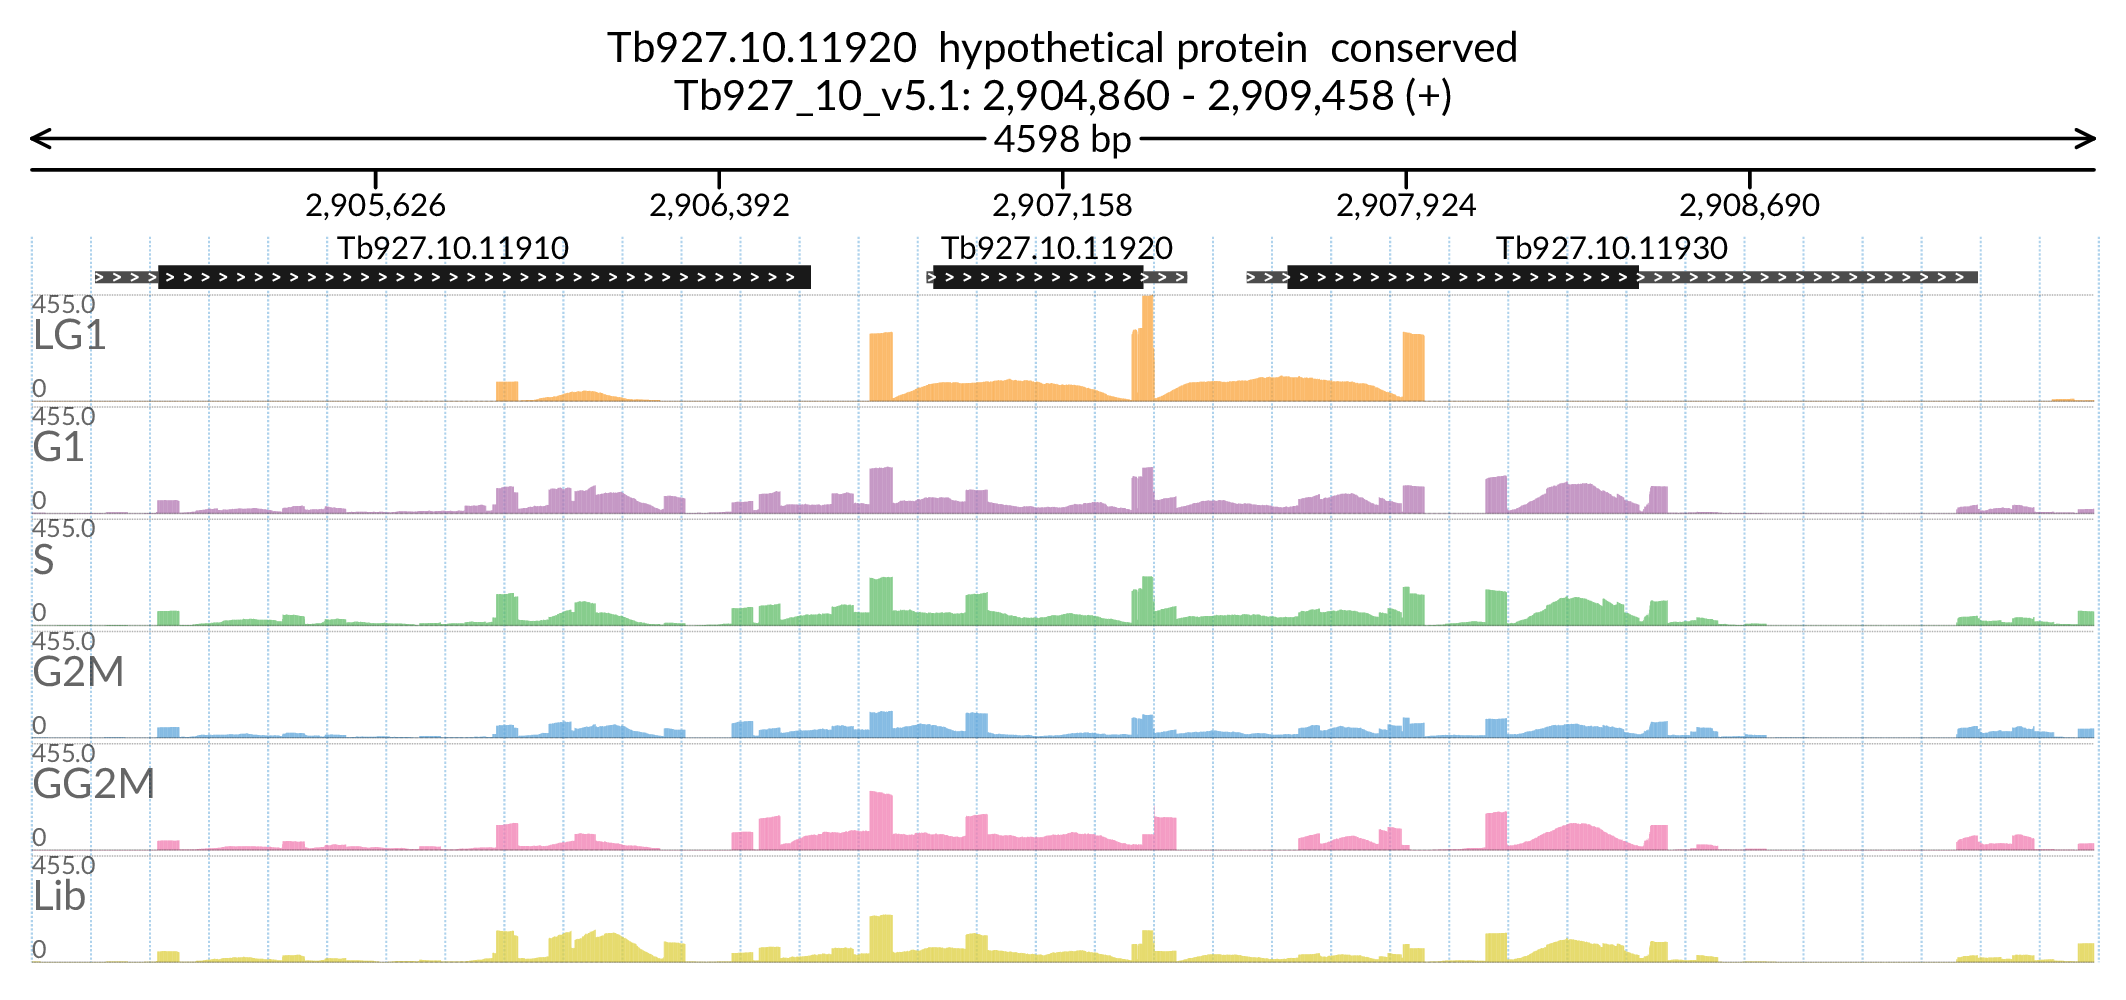 Tb927.10.11920  hypothetical protein  conserved
Tb927_10_v5.1: 2,904,860 - 2,909,458 (+)
4598 bp
2,905,626 2,906,392 2,907,158 2,907,924 2,908,690
Tb927.10.11910 Tb927.10.11920 Tb927.10.11930
455.0
LG1
0
455.0
G1
0
455.0
S
0
455.0
G2M
0
455.0
GG2M
0
455.0
Lib
0